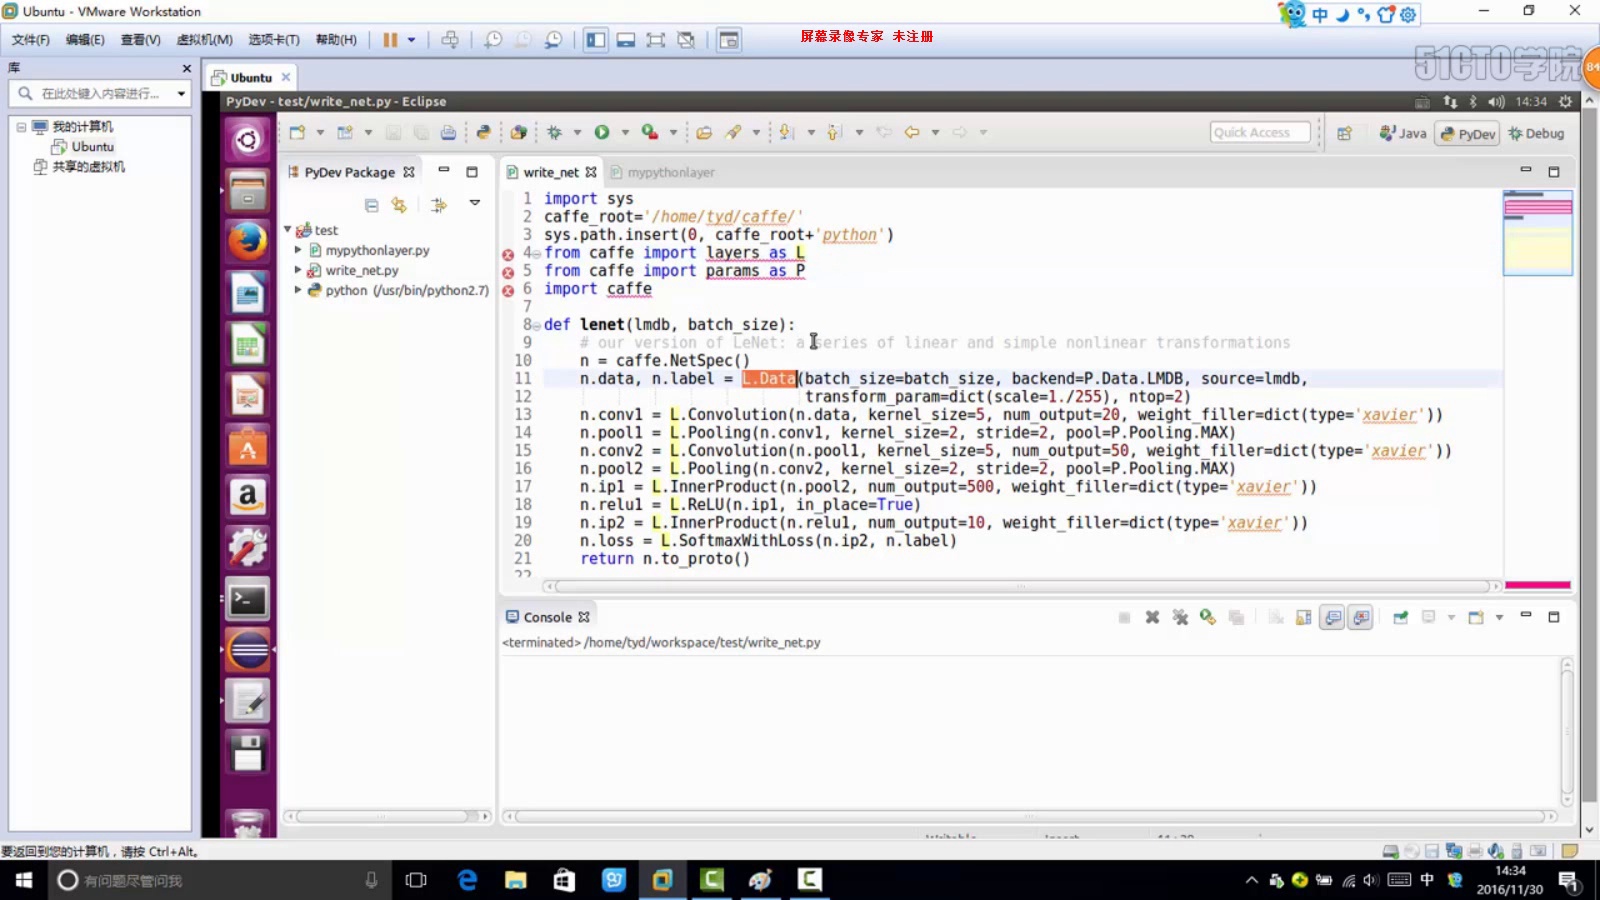 Ubuntu - VMware Workstation
中
文件(F) 编辑(E) 查看(V) 虚拟机(M) 选项卡(T) 帮助(H)
屏幕录像专家 未注册
51CTO学院
84
库
在此处键入内容进行...
我的计算机
Ubuntu
共享的虚拟机
Ubuntu
PyDev - test/write_net.py - Eclipse
14:34
Quick Access
Java
PyDev
Debug
PyDev Package
test
mypythonlayer.py
write_net.py
python (/usr/bin/python2.7)
write_net
mypythonlayer
1 import sys
2 caffe_root='/home/tyd/caffe/'
3 sys.path.insert(0, caffe_root+'python')
4 from caffe import layers as L
5 from caffe import params as P
6 import caffe
7
8 def lenet(lmdb, batch_size):
9 # our version of LeNet: a series of linear and simple nonlinear transformations
10 n = caffe.NetSpec()
11 n.data, n.label = L.Data(batch_size=batch_size, backend=P.Data.LMDB, source=lmdb,
12 transform_param=dict(scale=1./255), ntop=2)
13 n.conv1 = L.Convolution(n.data, kernel_size=5, num_output=20, weight_filler=dict(type='xavier'))
14 n.pool1 = L.Pooling(n.conv1, kernel_size=2, stride=2, pool=P.Pooling.MAX)
15 n.conv2 = L.Convolution(n.pool1, kernel_size=5, num_output=50, weight_filler=dict(type='xavier'))
16 n.pool2 = L.Pooling(n.conv2, kernel_size=2, stride=2, pool=P.Pooling.MAX)
17 n.ip1 = L.InnerProduct(n.pool2, num_output=500, weight_filler=dict(type='xavier'))
18 n.relu1 = L.ReLU(n.ip1, in_place=True)
19 n.ip2 = L.InnerProduct(n.relu1, num_output=10, weight_filler=dict(type='xavier'))
20 n.loss = L.SoftmaxWithLoss(n.ip2, n.label)
21 return n.to_proto()
22
Console
<terminated> /home/tyd/workspace/test/write_net.py
要返回到您的计算机，请按 Ctrl+Alt。
有问题尽管问我
中
14:34
2016/11/30
1